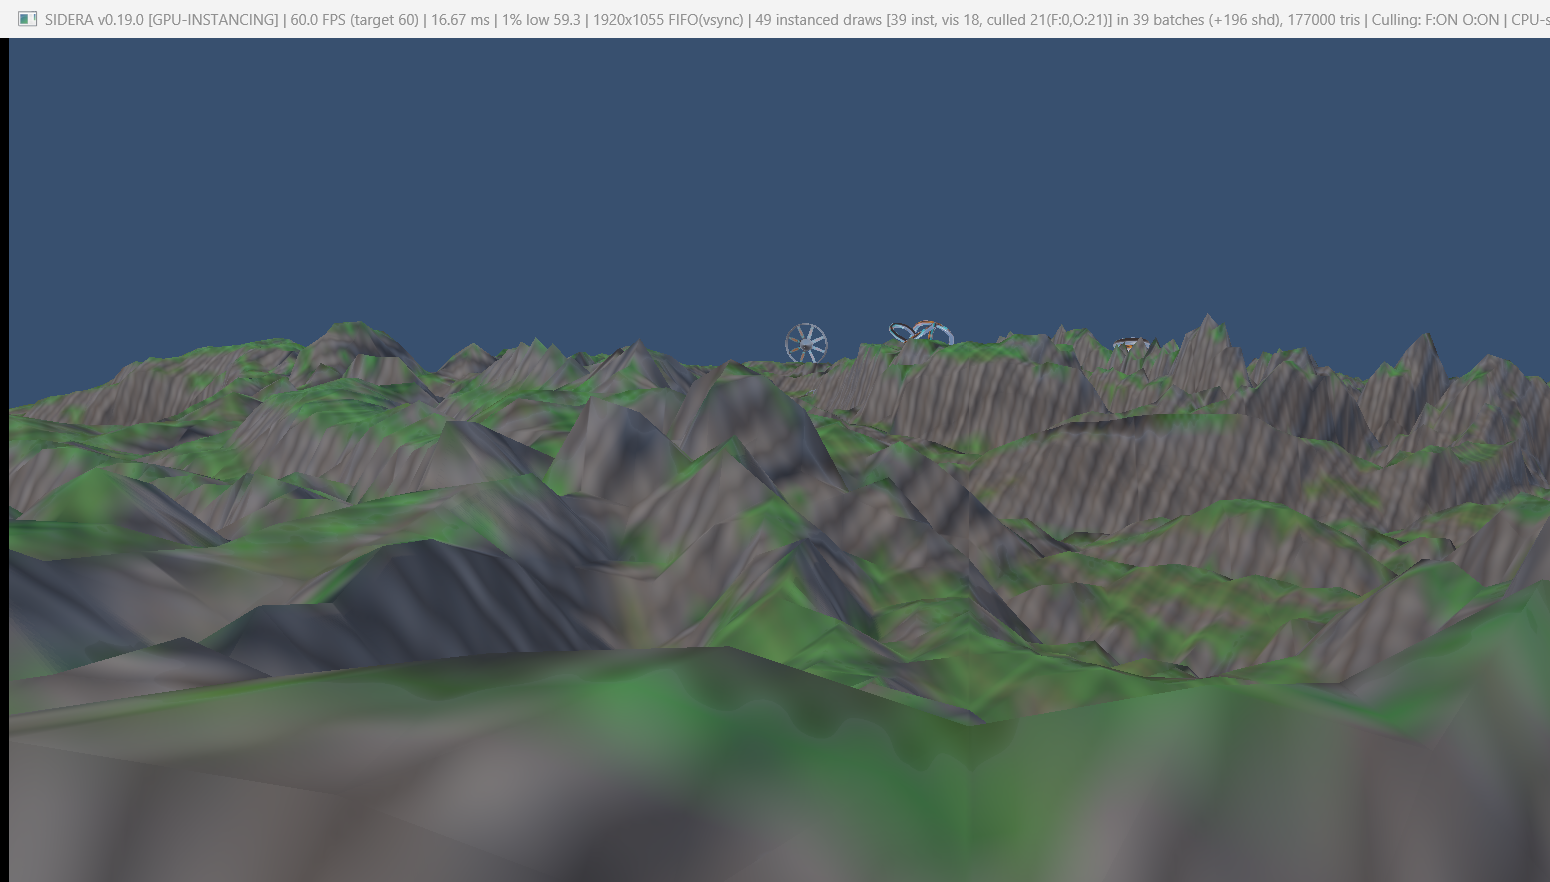 SIDERA v0.19.0 [GPU-INSTANCING] | 60.0 FPS (target 60) | 16.67 ms | 1% low 59.3 | 1920x1055 FIFO(vsync) | 49 instanced draws [39 inst, vis 18, culled 21(F:0,O:21)] in 39 batches (+196 shd), 177000 tris | Culling: F:ON O:ON | CPU-s